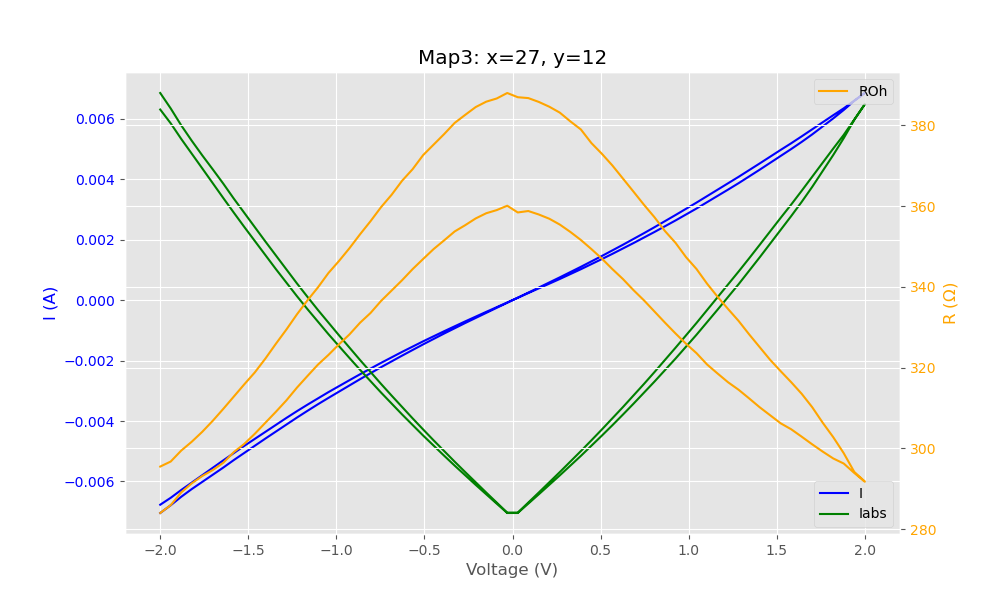 Map3: x=27, y=12
ROh
0.006
0.004
0.002
0.000
−0.002
−0.004
−0.006
I (A)
380
360
340
320
300
280
R (Ω)
I
Iabs
−2.0 −1.5 −1.0 −0.5 0.0 0.5 1.0 1.5 2.0
Voltage (V)